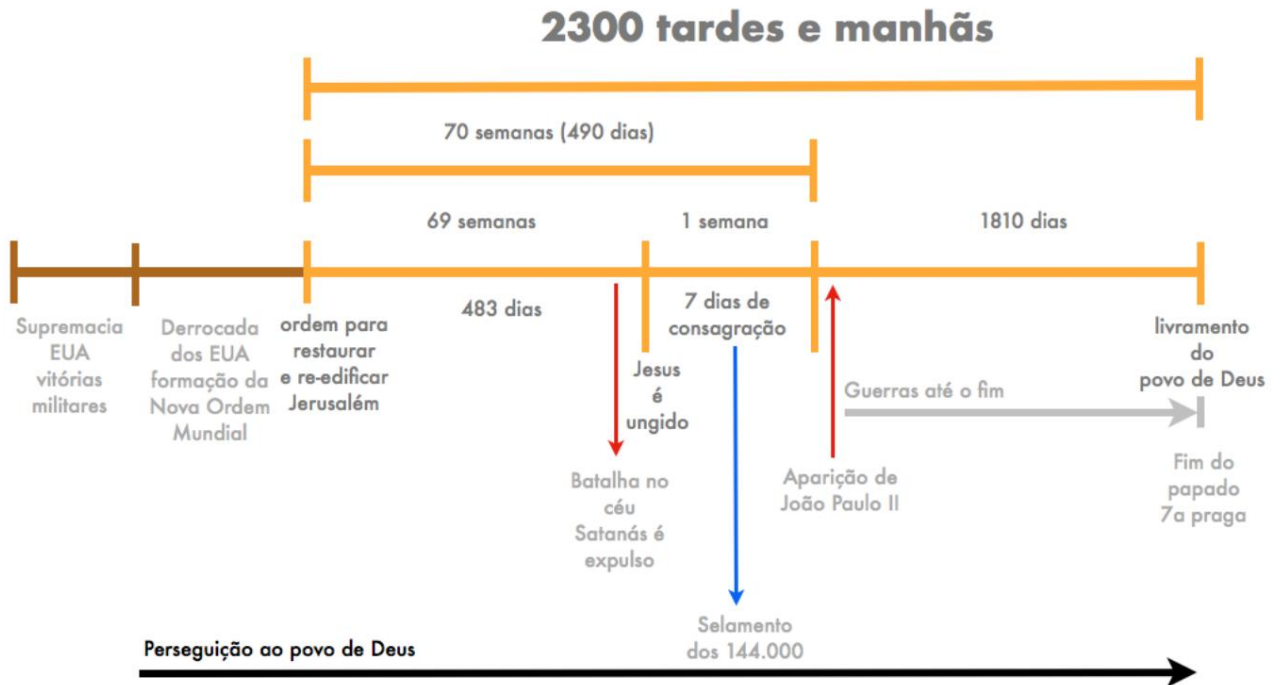 2300 tardes e manhãs
70 semanas (490 dias)
69 semanas
1 semana
1810 dias
483 dias
7 dias de
consagração
Supremacia
EUA
vitórias
militares
Derrocada
dos EUA
formação da
Nova Ordem
Mundial
ordem para
restaurar
e re-edificar
Jerusalém
Jesus
é
ungido
livramento
do
povo de Deus
Guerras até o fim
Batalha no
céu
Satanás é
expulso
Aparição de
João Paulo II
Fim do
papado
7a praga
Selamento
dos 144.000
Perseguição ao povo de Deus